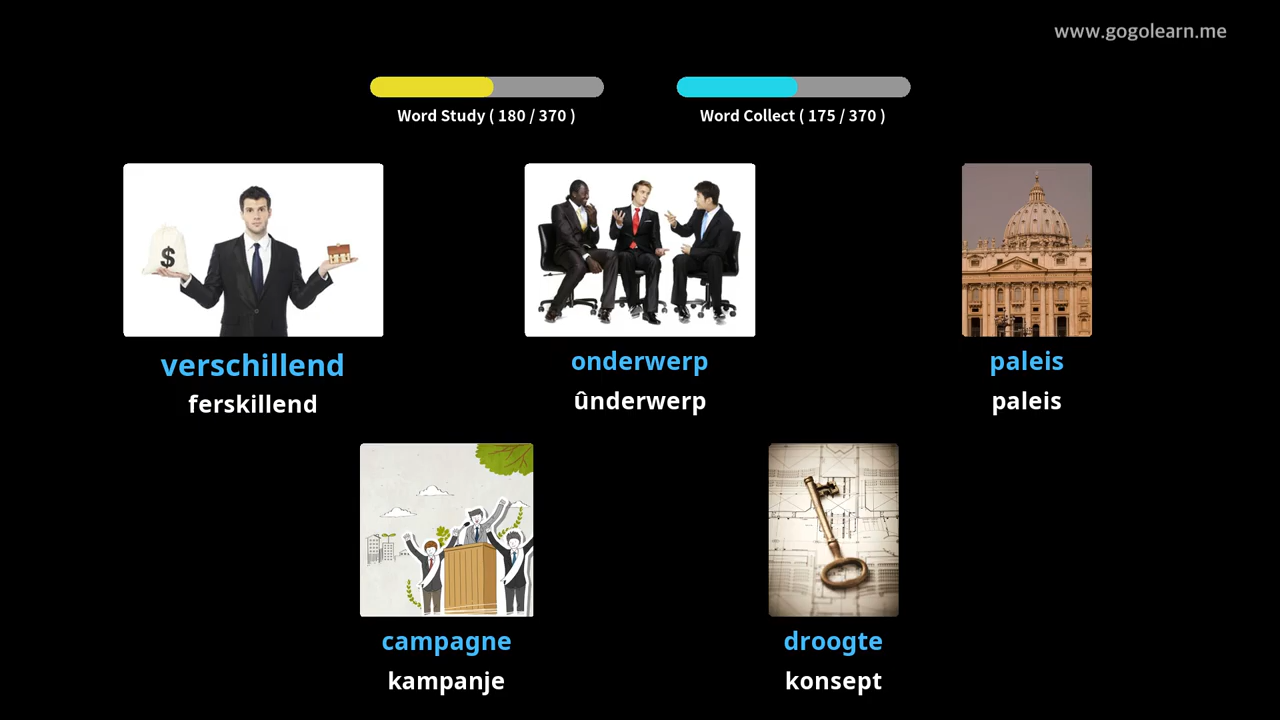 www.gogolearn.me
Word Study ( 180 / 370 )
Word Collect ( 175 / 370 )
$
verschillend
ferskillend
onderwerp
ûnderwerp
paleis
paleis
campagne
kampanje
droogte
konsept